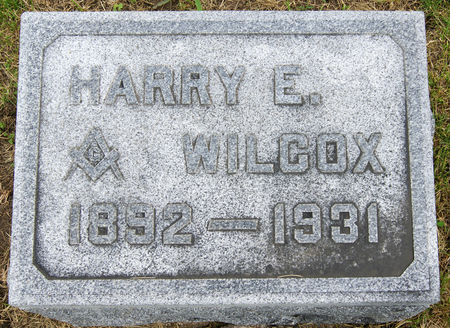 HARRY E.
G WILCOX
1892 — 1931